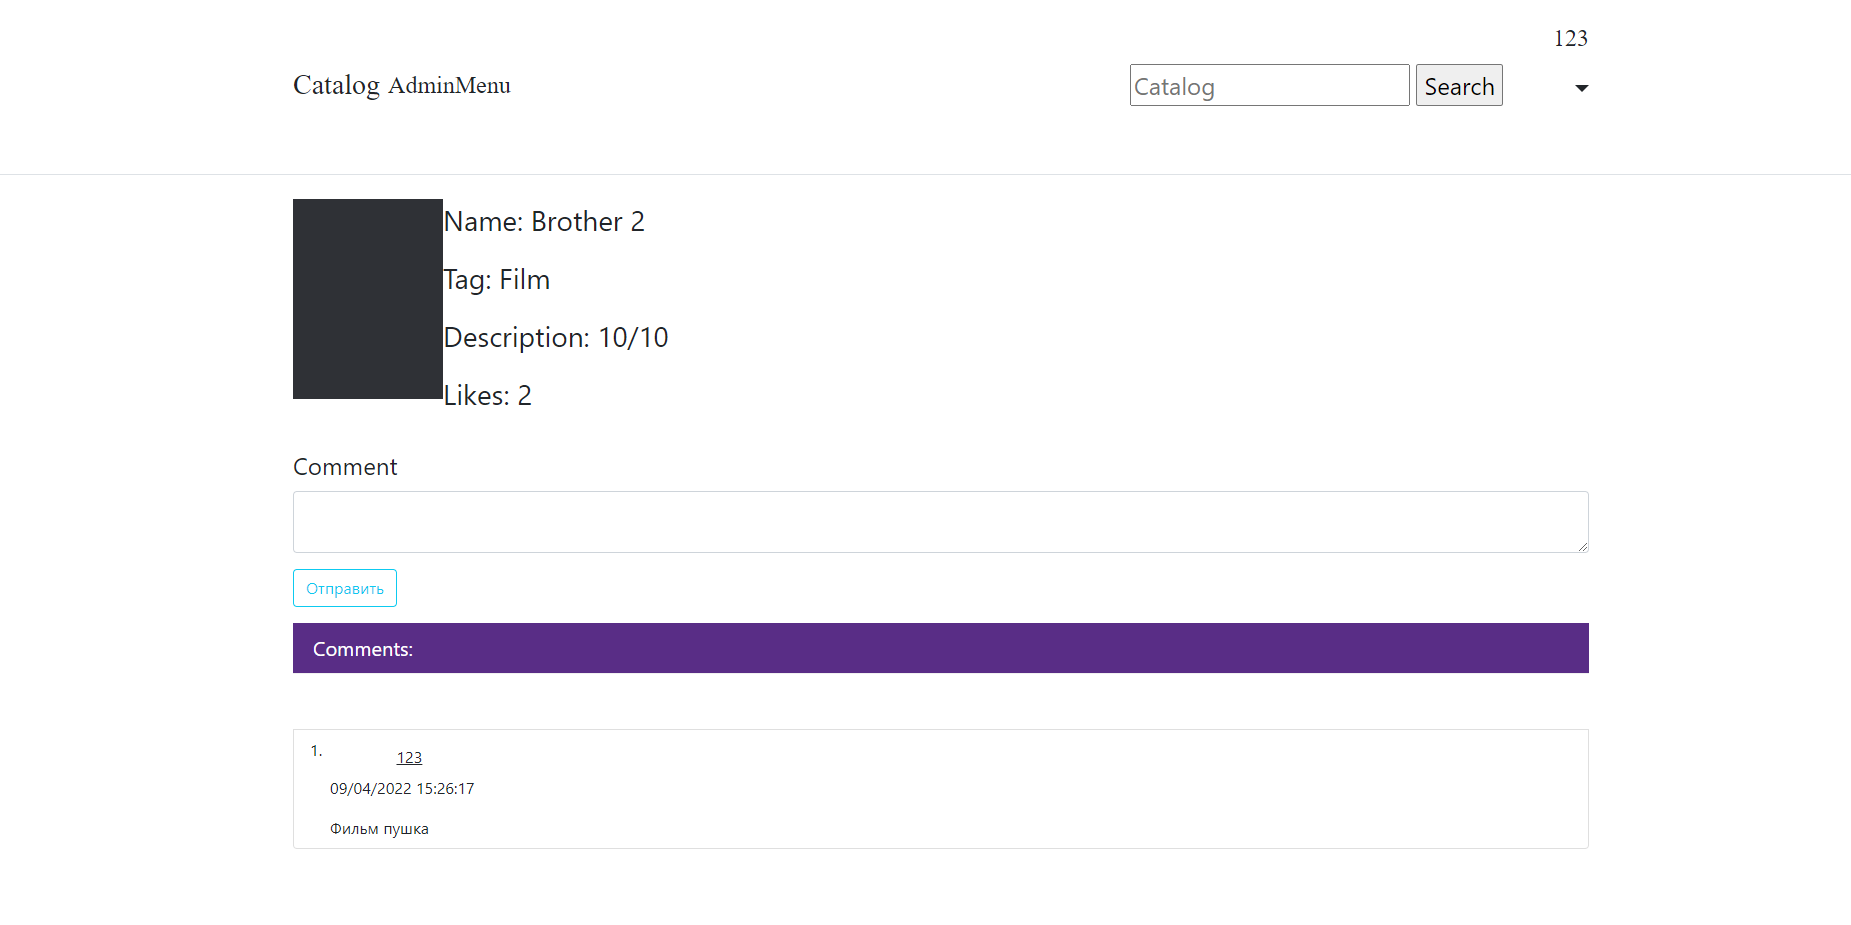 123
Catalog AdminMenu
Catalog Search
Name: Brother 2
Tag: Film
Description: 10/10
Likes: 2
Comment
Отправить
Comments:
1. 123
09/04/2022 15:26:17
Фильм пушка